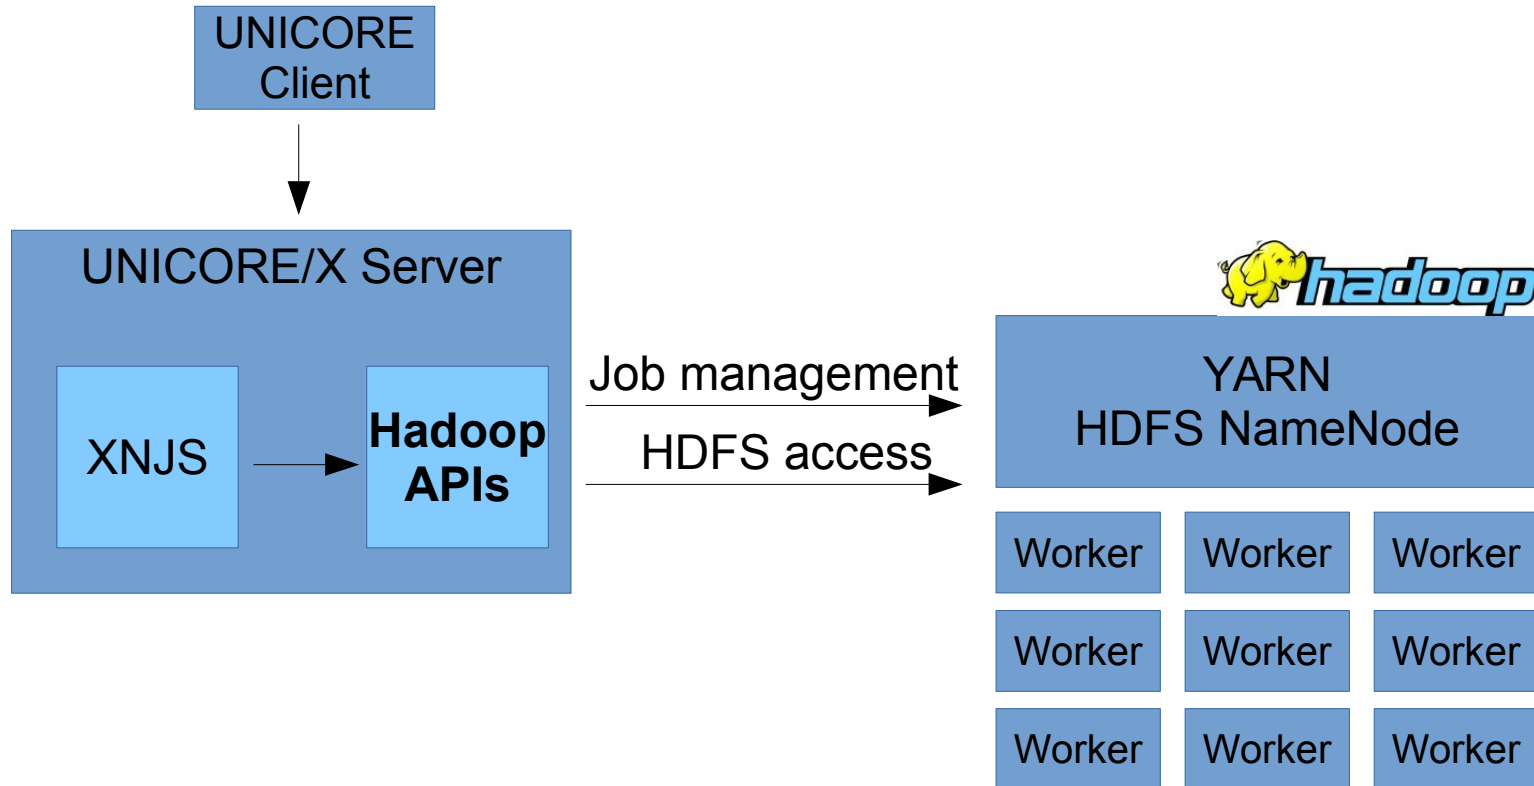 UNICORE
Client
UNICORE/X Server
XNJS
Hadoop
APIs
Job management
HDFS access
hadoop
YARN
HDFS NameNode
Worker Worker Worker
Worker Worker Worker
Worker Worker Worker